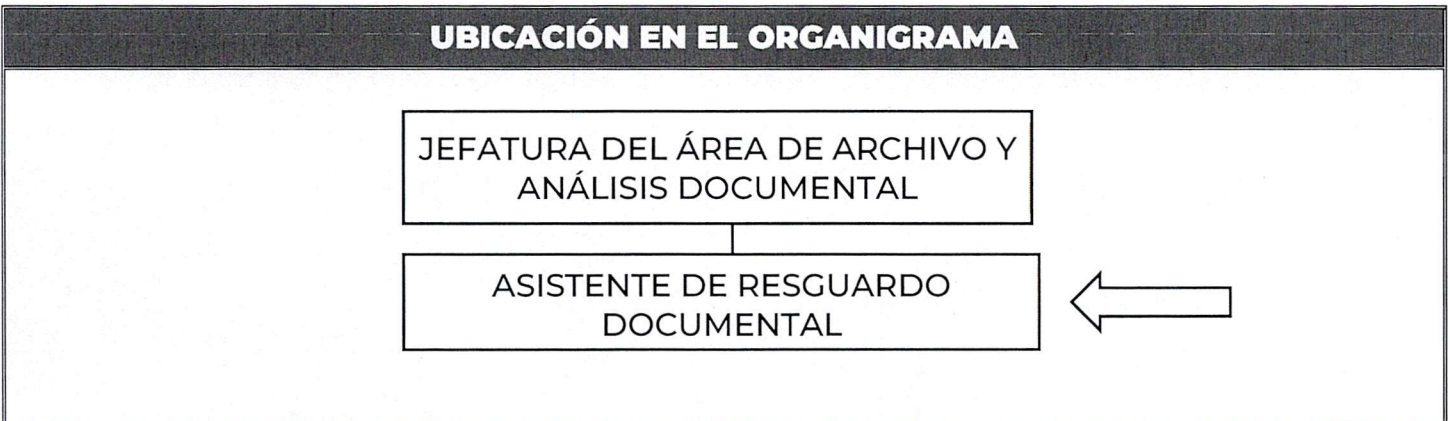 UBICACIÓN EN EL ORGANIGRAMA
JEFATURA DEL ÁREA DE ARCHIVO Y
ANÁLISIS DOCUMENTAL
ASISTENTE DE RESGUARDO
DOCUMENTAL